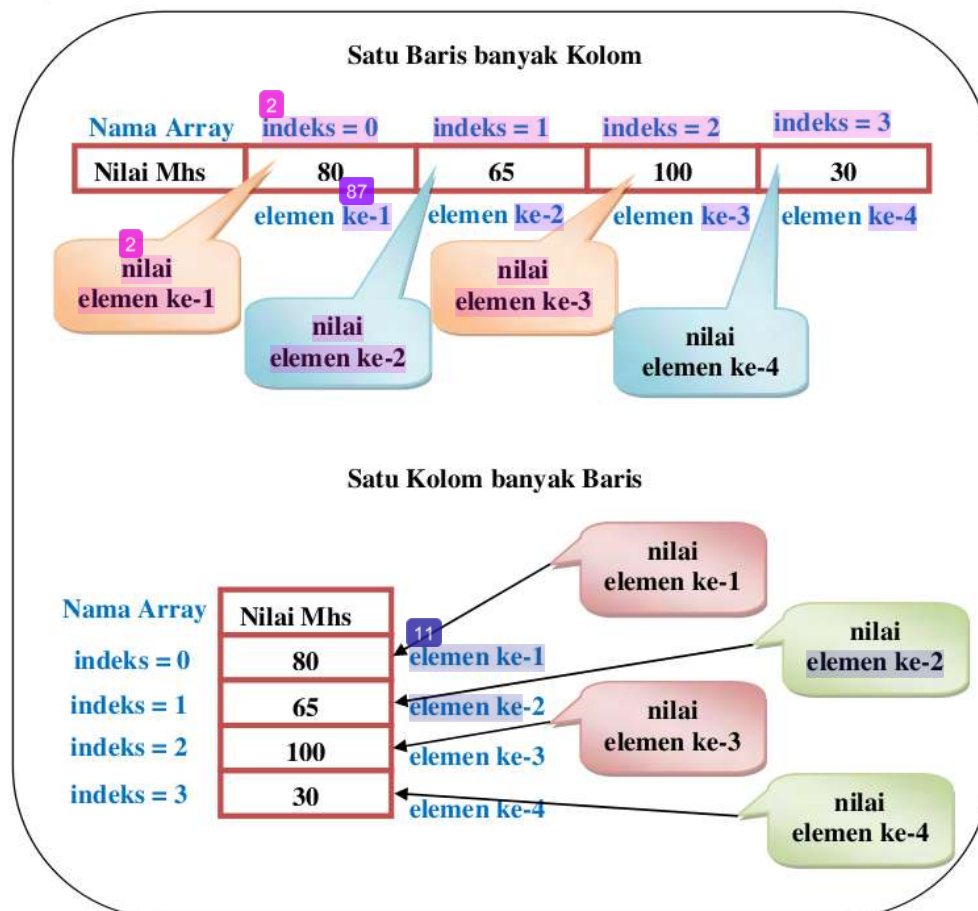 Satu Baris banyak Kolom
2
Nama Array indeks = 0 indeks = 1 indeks = 2 indeks = 3
Nilai Mhs 80 65 100 30
87
elemen ke-1 elemen ke-2 elemen ke-3 elemen ke-4
2
nilai
elemen ke-1
nilai
elemen ke-2
nilai
elemen ke-3
nilai
elemen ke-4
Satu Kolom banyak Baris
nilai
elemen ke-1
Nama Array Nilai Mhs
11
indeks = 0 80 elemen ke-1
nilai
elemen ke-2
indeks = 1 65 elemen ke-2
nilai
elemen ke-3
indeks = 2 100 elemen ke-3
indeks = 3 30 elemen ke-4
nilai
elemen ke-4